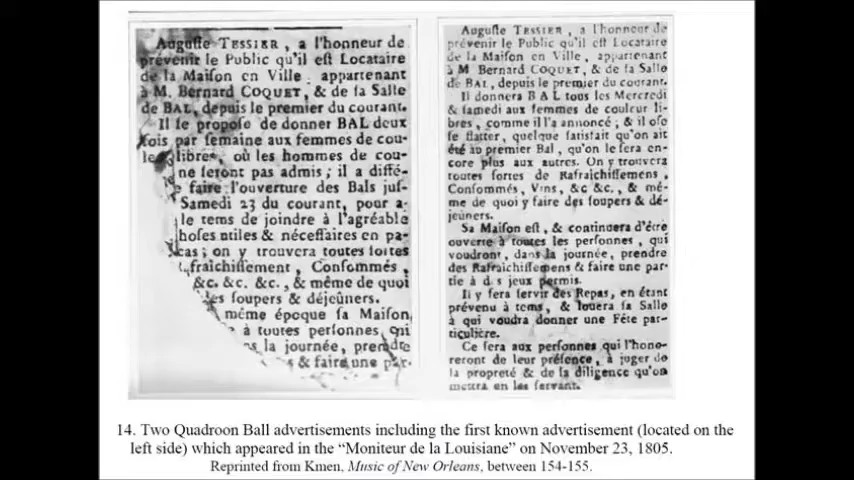 Auguste TESSIER, a l'honneur de
prévenir le Public qu'il est Locataire
de la Maison en Ville appartenant
à M. Bernard COQUET, & de sa Salle
de BAL, depuis le premier du courant.
Il se propose de donner BAL deux
fois par semaine aux femmes de cou-
libres, où les hommes de cou-
ne seront pas admis; il a diffé-
faire l'ouverture des Bals jus-
Samedi 23 du courant, pour a-
le tems de joindre à l'agréable
hoses utiles & nécessaires en pa-
cas; on y trouvera toutes sortes
fraichissement, Consommés,
&c. &c. &c., & même de quoi
soupers & déjeûners.
même époque sa Maison
à toutes personnes, qui
la journée, prendre
& faire une par-
Auguste TESSIER, a l'honneur de
prévenir le Public qu'il est Locataire
de la Maison en Ville, appartenant
à M. Bernard COQUET, & de sa Salle
de BAL, depuis le premier du courant.
Il donnera BAL tous les Mercredi
& samedi aux femmes de couleur li-
bres, comme il l'a annoncé; & il ose
se flatter, quelque satisfait qu'on ait
été au premier Bal, qu'on le sera en-
core plus aux autres. On y trouvera
toutes sortes de Rafraichissemens,
Consommés, Vins, &c &c., & mê-
me de quoi y faire des soupers & dé-
jeuners.
Sa Maison est, & continuera d'être
ouverte à toutes les personnes, qui
voudront, dans la journée, prendre
des Rafraichissemens & faire une par-
tie à des jeux permis.
Il y fera servir des Repas, en étant
prévenu à tems, & louera sa Salle
à qui voudra donner une Fête par-
ticulière.
Ce sera aux personnes qui l'hono-
reront de leur présence, à juger de
la propreté & de la diligence qu'on
mettra en les servant.
14. Two Quadroon Ball advertisements including the first known advertisement (located on the
left side) which appeared in the “Moniteur de la Louisiane” on November 23, 1805.
Reprinted from Kmen, Music of New Orleans, between 154-155.